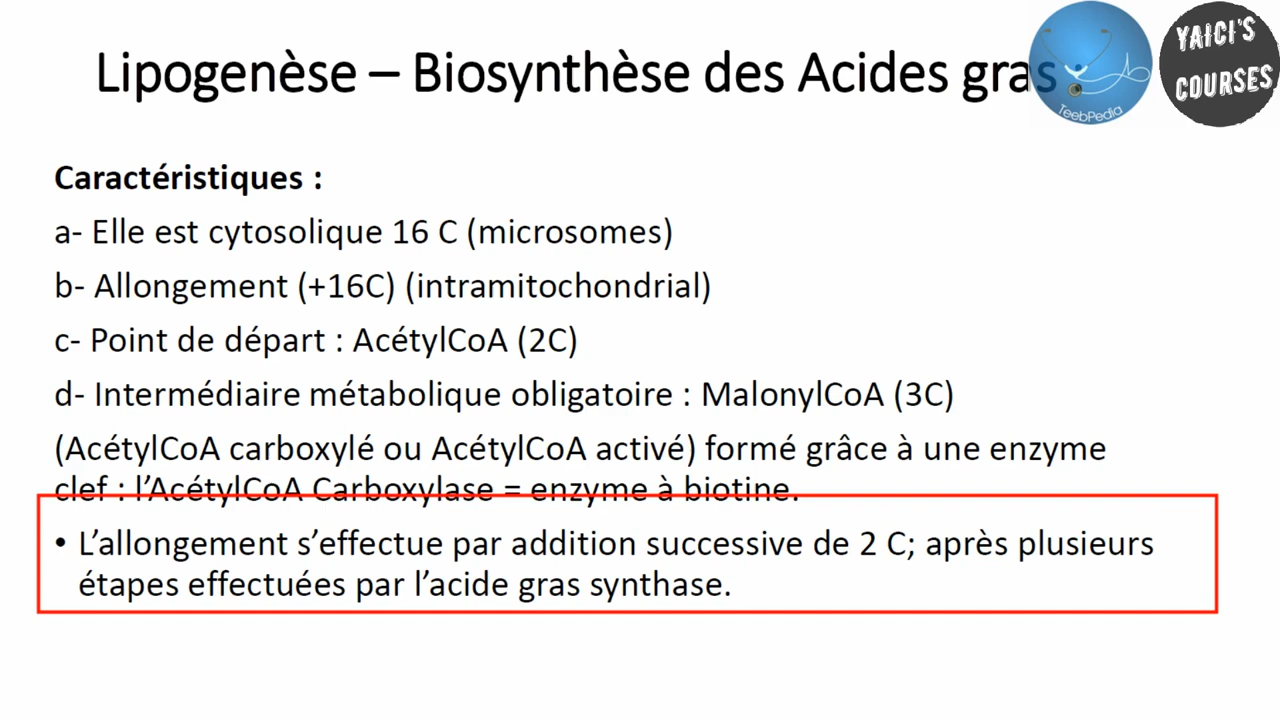 Lipogenèse – Biosynthèse des Acides gras
TeebPedia
YAICI'S
COURSES
Caractéristiques :
a- Elle est cytosolique 16 C (microsomes)
b- Allongement (+16C) (intramitochondrial)
c- Point de départ : AcétylCoA (2C)
d- Intermédiaire métabolique obligatoire : MalonylCoA (3C)
(AcétylCoA carboxylé ou AcétylCoA activé) formé grâce à une enzyme
clef : l’AcétylCoA Carboxylase = enzyme à biotine.
• L’allongement s’effectue par addition successive de 2 C; après plusieurs
étapes effectuées par l’acide gras synthase.